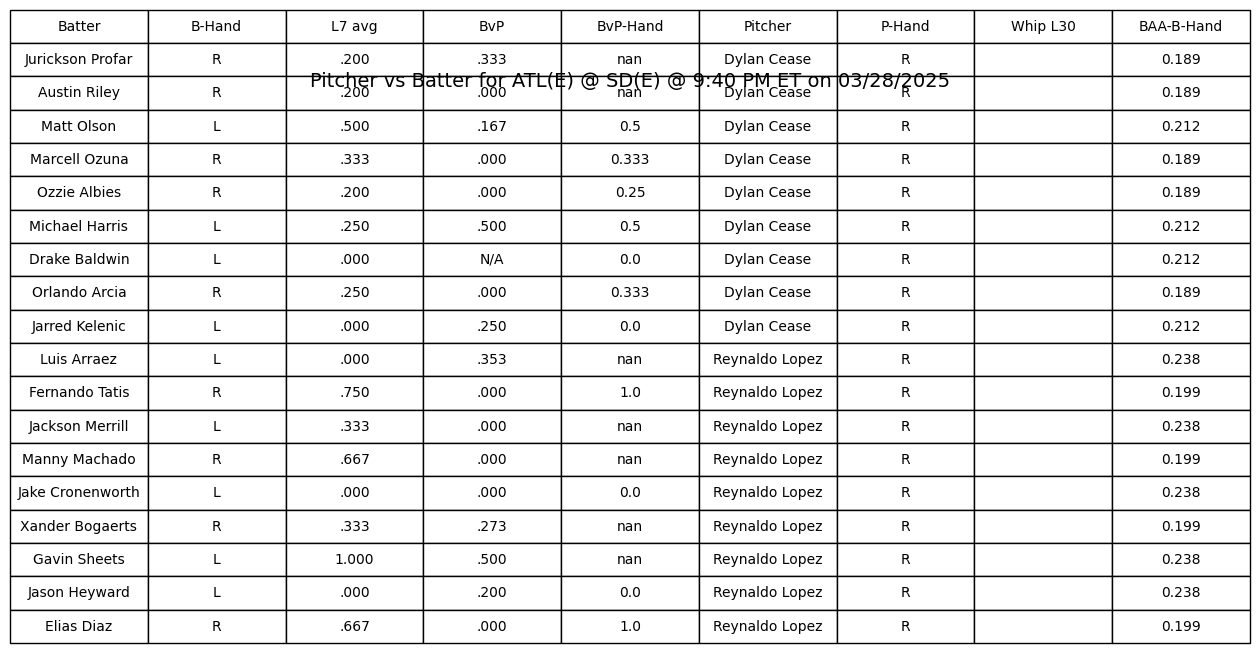 Batter B-Hand L7 avg BvP BvP-Hand Pitcher P-Hand Whip L30 BAA-B-Hand
Jurickson Profar R .200 .333 nan Dylan Cease R 0.189
Pitcher vs Batter for ATL(E) @ SD(E) @ 9:40 PM ET on 03/28/2025
Austin Riley R .200 .000 nan Dylan Cease R 0.189
Matt Olson L .500 .167 0.5 Dylan Cease R 0.212
Marcell Ozuna R .333 .000 0.333 Dylan Cease R 0.189
Ozzie Albies R .200 .000 0.25 Dylan Cease R 0.189
Michael Harris L .250 .500 0.5 Dylan Cease R 0.212
Drake Baldwin L .000 N/A 0.0 Dylan Cease R 0.212
Orlando Arcia R .250 .000 0.333 Dylan Cease R 0.189
Jarred Kelenic L .000 .250 0.0 Dylan Cease R 0.212
Luis Arraez L .000 .353 nan Reynaldo Lopez R 0.238
Fernando Tatis R .750 .000 1.0 Reynaldo Lopez R 0.199
Jackson Merrill L .333 .000 nan Reynaldo Lopez R 0.238
Manny Machado R .667 .000 nan Reynaldo Lopez R 0.199
Jake Cronenworth L .000 .000 0.0 Reynaldo Lopez R 0.238
Xander Bogaerts R .333 .273 nan Reynaldo Lopez R 0.199
Gavin Sheets L 1.000 .500 nan Reynaldo Lopez R 0.238
Jason Heyward L .000 .200 0.0 Reynaldo Lopez R 0.238
Elias Diaz R .667 .000 1.0 Reynaldo Lopez R 0.199